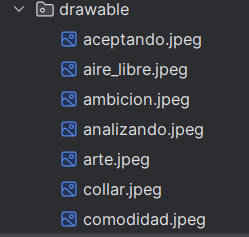 drawable
aceptando.jpeg
aire_libre.jpeg
ambicion.jpeg
analizando.jpeg
arte.jpeg
collar.jpeg
comodidad.jpeg